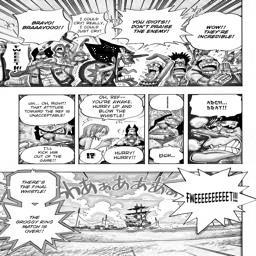 WOW!!
THEY'RE
INCREDIBLE!!
YOU IDIOTS!!
DON'T PRAISE
THE ENEMY!
I COULD
CRY! REALLY,
I COULD
JUST CRY!!
BRAVO!!
BRAAAVOOO!!
!
OH, REF--
YOU'RE AWAKE.
HURRY UP AND
BLOW THE
WHISTLE!
HURRY!
HURRY!!
!?
UH... OH, RIGHT!
THAT ATTITUDE
TOWARD THE REF IS
UNACCEPTABLE!
I'LL
KICK HIM
OUT OF THE
GAME!!
THERE'S
THE FINAL
WHISTLE!
THE
GROGGY RING
MATCH IS
OVER!!